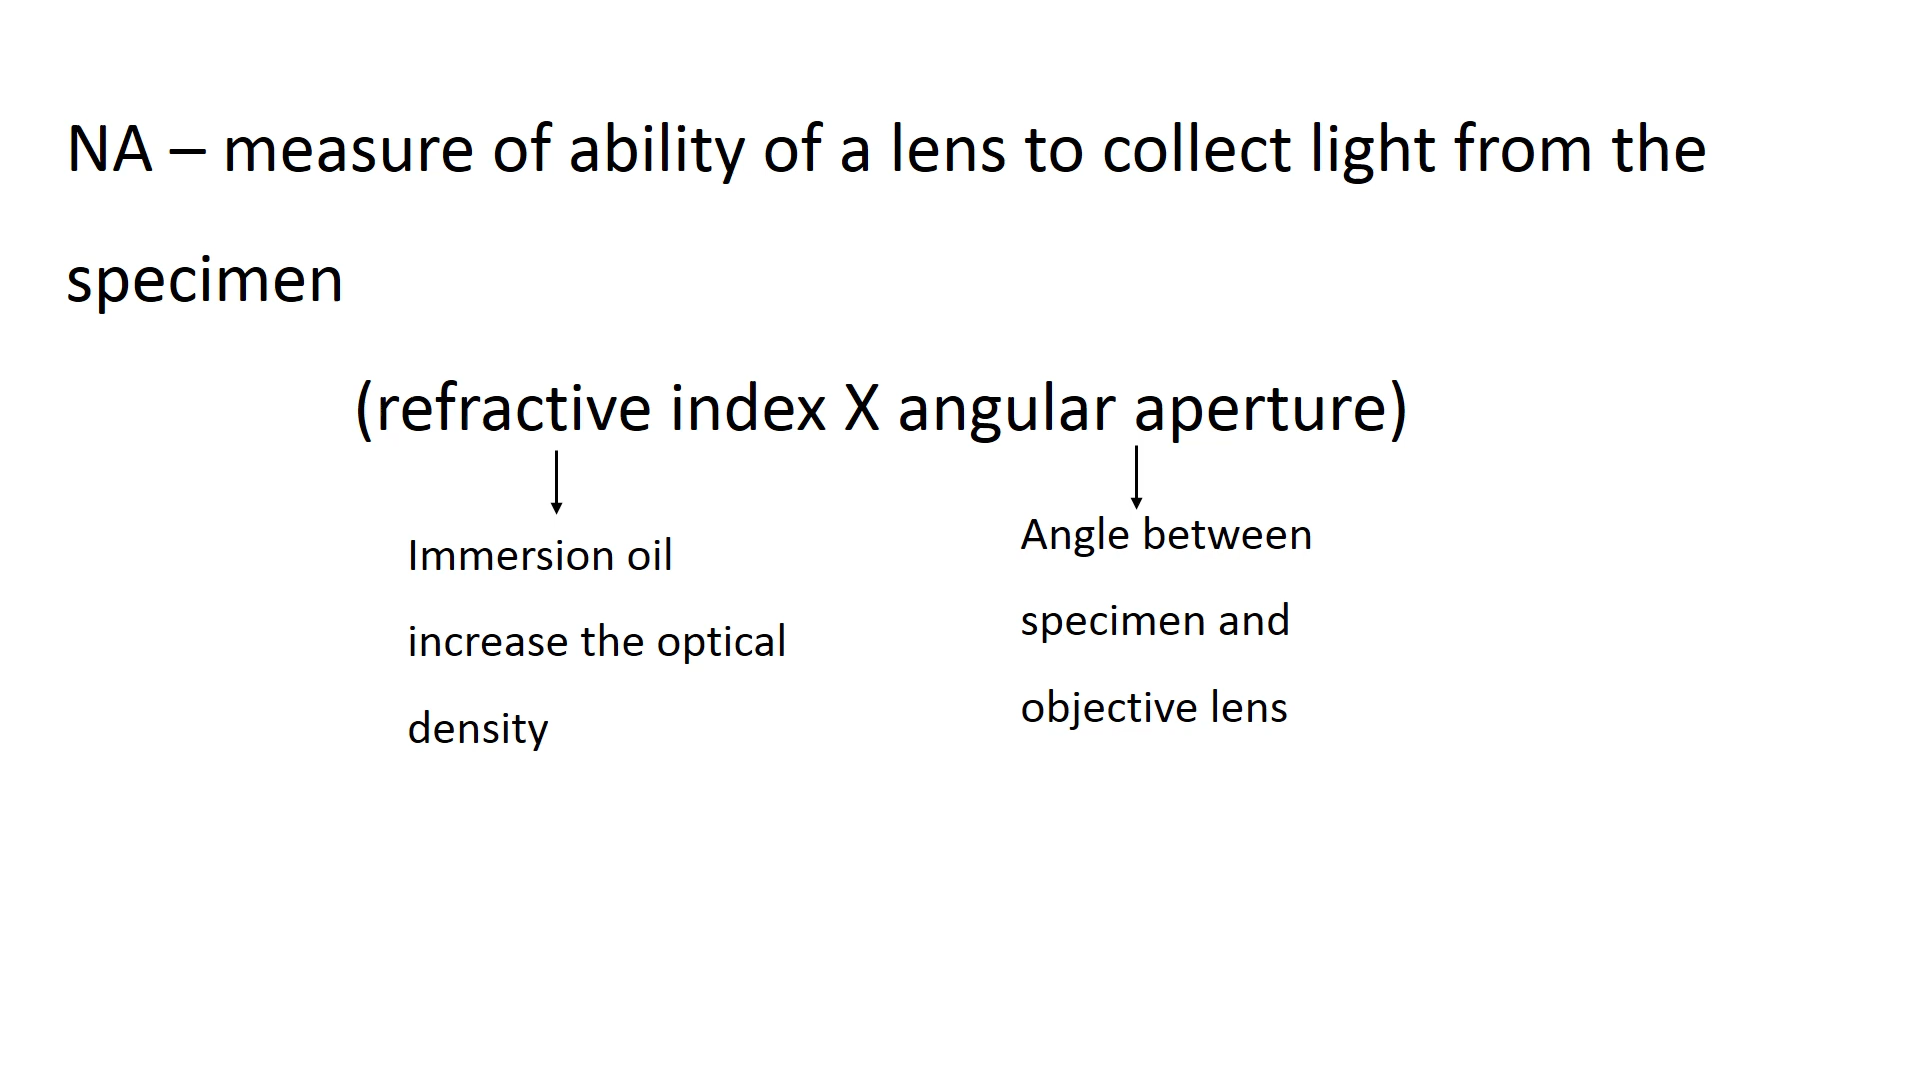 NA – measure of ability of a lens to collect light from the
specimen
(refractive index X angular aperture)
Immersion oil
increase the optical
density
Angle between
specimen and
objective lens